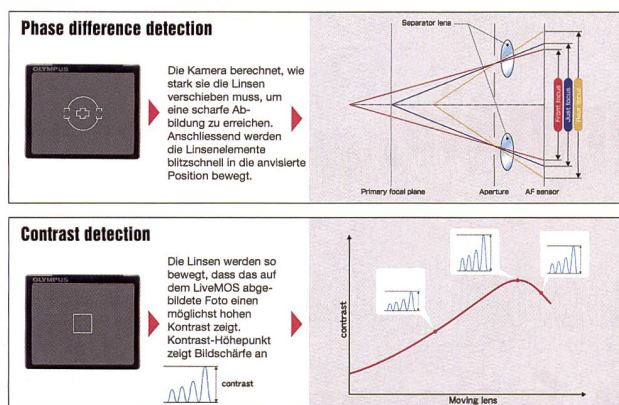 Phase difference detection
OLYMPUS
Die Kamera berechnet, wie
stark sie die Linsen
verschieben muss, um
eine scharfe Ab-
bildung zu erreichen.
Anschliessend werden
die Linsenelemente
blitzschnell in die anvisierte
Position bewegt.
Separator lens
Front focus
Just focus
Rear focus
Primary focal plane
Aperture
AF sensor
Contrast detection
OLYMPUS
Die Linsen werden so
bewegt, dass das auf
dem LiveMOS abge-
bildete Foto einen
möglichst hohen
Kontrast zeigt.
Kontrast-Höhepunkt
zeigt Bildschärfe an
contrast
contrast
Moving lens